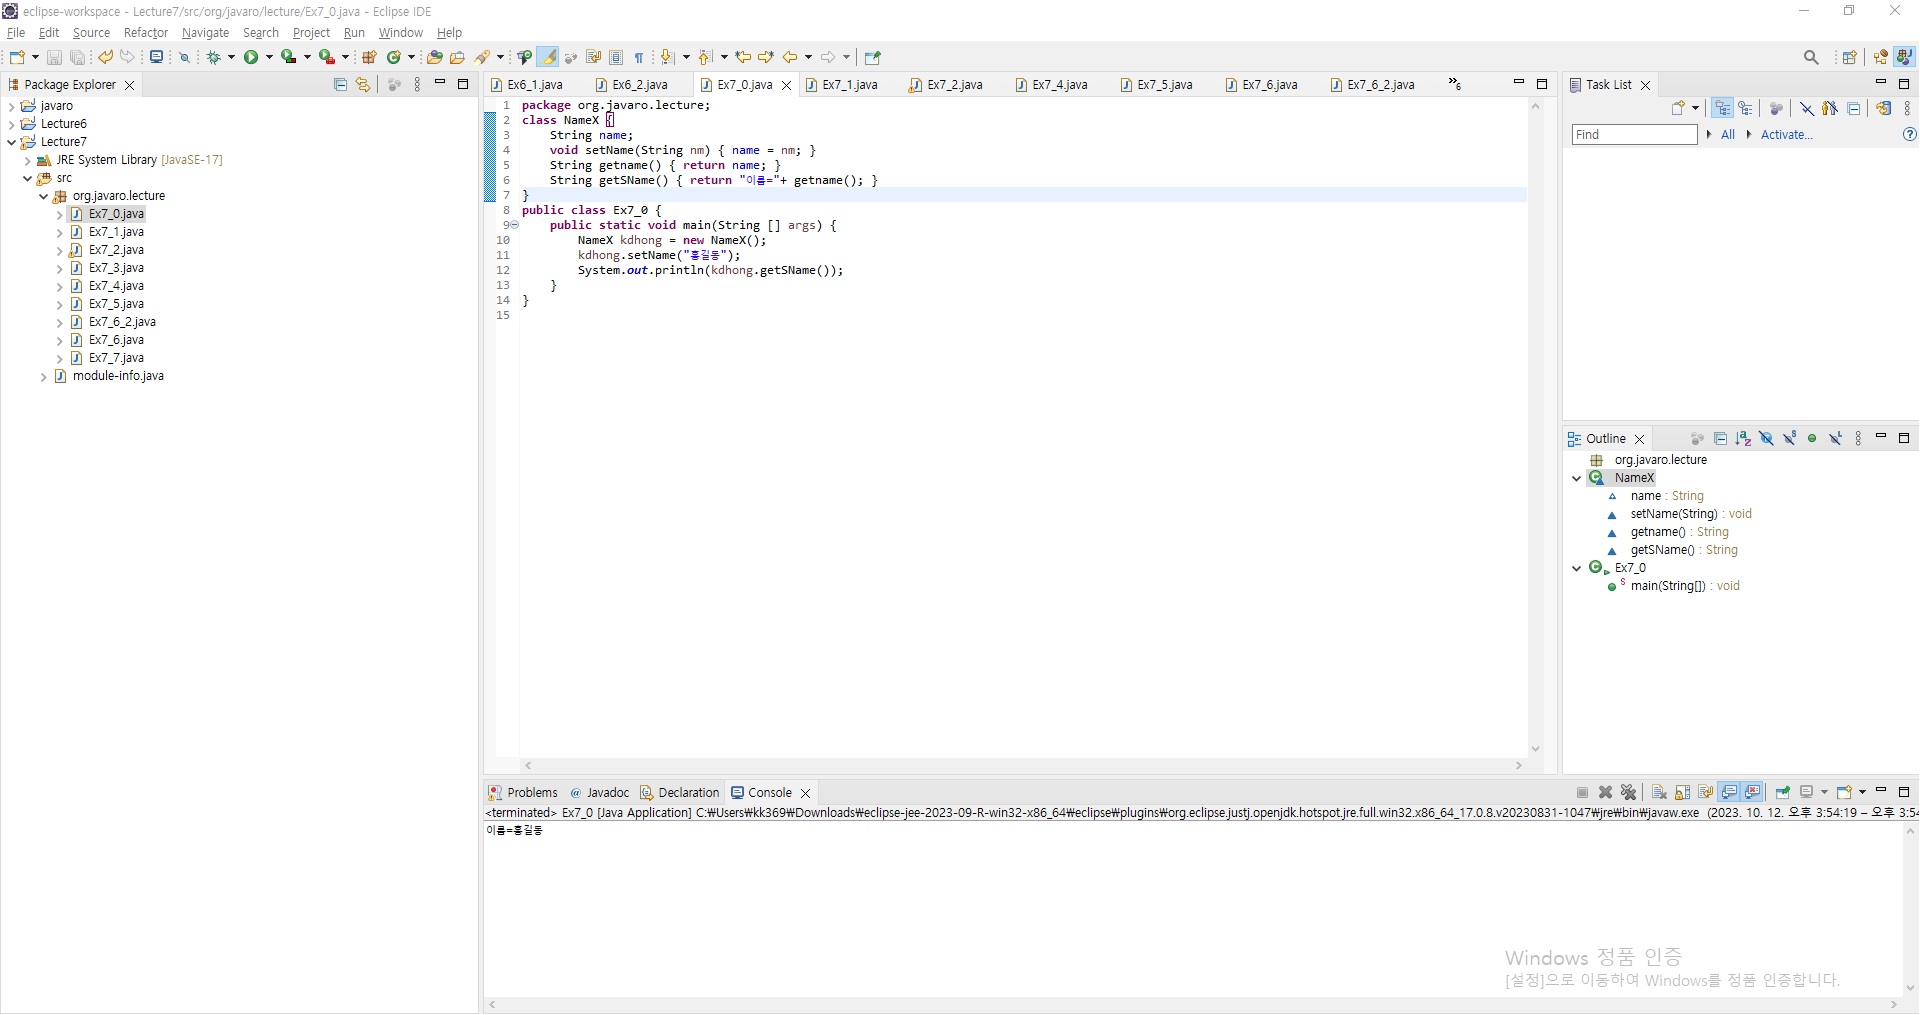 eclipse-workspace - Lecture7/src/org/javaro/lecture/Ex7_0.java - Eclipse IDE
File Edit Source Refactor Navigate Search Project Run Window Help
Package Explorer
javaro
Lecture6
Lecture7
JRE System Library [JavaSE-17]
src
org.javaro.lecture
Ex7_0.java
Ex7_1.java
Ex7_2.java
Ex7_3.java
Ex7_4.java
Ex7_5.java
Ex7_6_2.java
Ex7_6.java
Ex7_7.java
module-info.java
Ex6_1.java Ex6_2.java Ex7_0.java Ex7_1.java Ex7_2.java Ex7_4.java Ex7_5.java Ex7_6.java Ex7_6_2.java »6
1 package org.javaro.lecture;
2 class NameX {
3 String name;
4 void setName(String nm) { name = nm; }
5 String getname() { return name; }
6 String getSName() { return "이름="+ getname(); }
7 }
8 public class Ex7_0 {
9 public static void main(String [] args) {
10 NameX kdhong = new NameX();
11 kdhong.setName("홍길동");
12 System.out.println(kdhong.getSName());
13 }
14 }
15
Task List
Find All Activate...
Outline
org.javaro.lecture
NameX
name : String
setName(String) : void
getname() : String
getSName() : String
Ex7_0
main(String[]) : void
Problems Javadoc Declaration Console
<terminated> Ex7_0 [Java Application] C:₩Users₩kk369₩Downloads₩eclipse-jee-2023-09-R-win32-x86_64₩eclipse₩plugins₩org.eclipse.justj.openjdk.hotspot.jre.full.win32.x86_64_17.0.8.v20230831-1047₩jre₩bin₩javaw.exe (2023. 10. 12. 오후 3:54:19 – 오후 3:54
이름=홍길동
Windows 정품 인증
[설정]으로 이동하여 Windows를 정품 인증합니다.